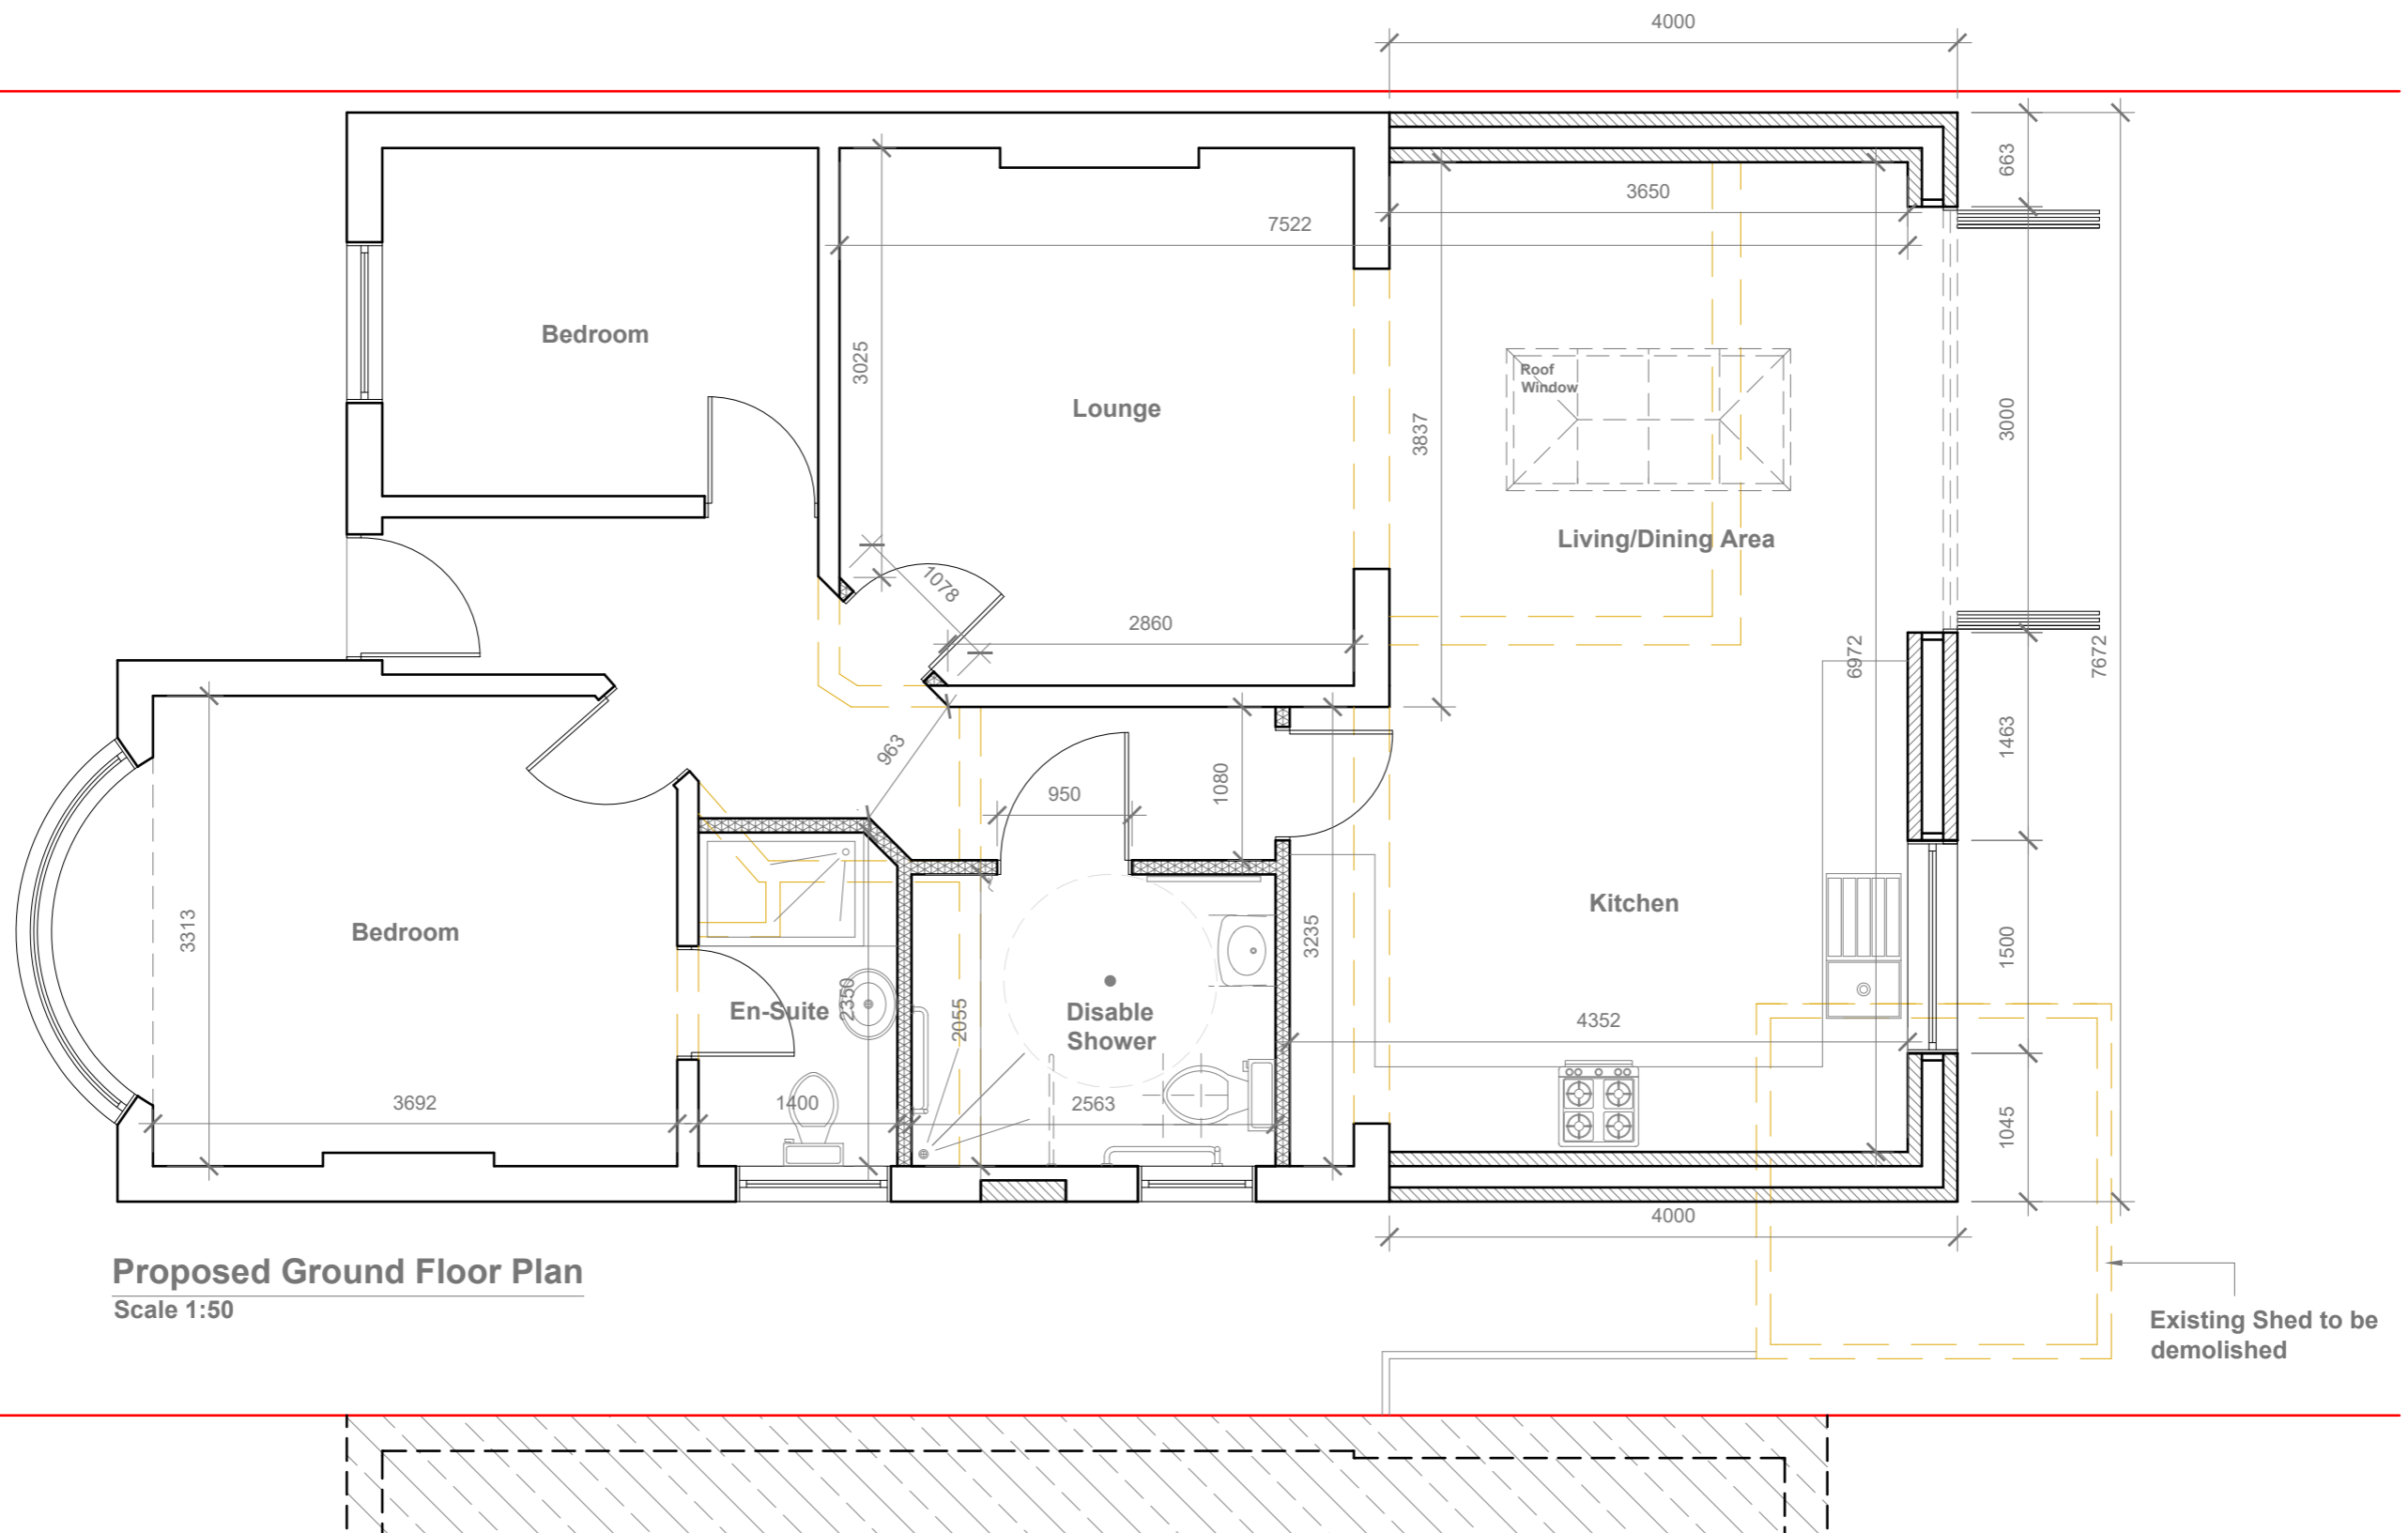 4000
663
3650
7522
Bedroom
3025
Roof
Window
Lounge
3837
3000
Living/Dining Area
1078
2860
6972
7672
963
1080
1463
950
Kitchen
3313
Bedroom
3235
1500
En-Suite
2350
2055
Disable
Shower
4352
3692
1400
2563
1045
4000
Proposed Ground Floor Plan
Scale 1:50
Existing Shed to be
demolished